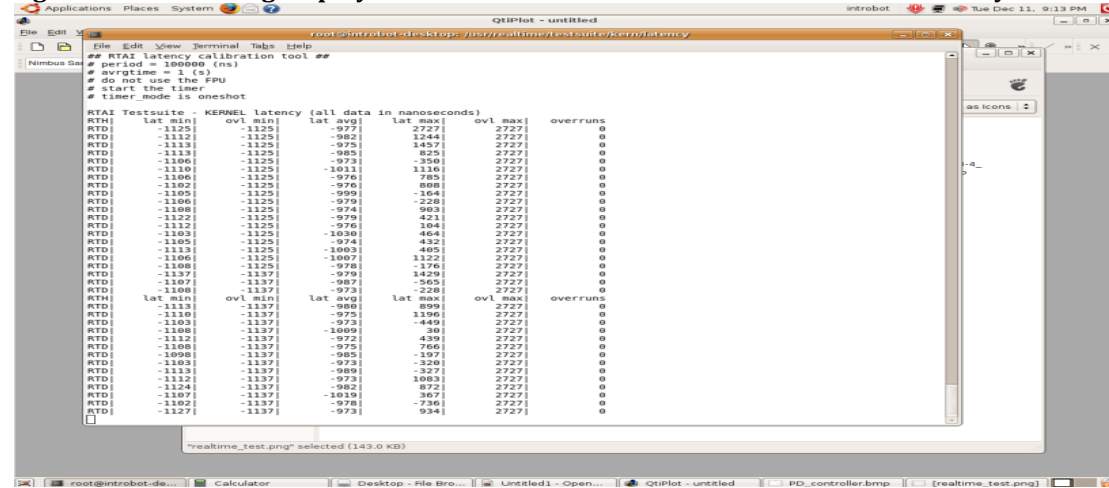 Applications Places System introbot Tue Dec 11, 9:13 PM
QtiPlot - untitled
File Edit
root@introbot-desktop: /usr/realtime/testsuite/kern/latency
File Edit View Terminal Tabs Help
Nimbus Sa
as Icons
## RTAI latency calibration tool ##
# period = 100000 (ns)
# avrgtime = 1 (s)
# do not use the FPU
# start the timer
# timer_mode is oneshot
RTAI Testsuite - KERNEL latency (all data in nanoseconds)
RTH| lat min| ovl min| lat avg| lat max| ovl max| overruns
RTD| -1125| -1125| -977| 2727| 2727| 0
RTD| -1112| -1125| -982| 1244| 2727| 0
RTD| -1113| -1125| -975| 1457| 2727| 0
RTD| -1113| -1125| -985| 825| 2727| 0
RTD| -1106| -1125| -973| -350| 2727| 0
RTD| -1110| -1125| -1011| 1116| 2727| 0
RTD| -1106| -1125| -976| 785| 2727| 0
RTD| -1102| -1125| -976| 808| 2727| 0
RTD| -1105| -1125| -999| -164| 2727| 0
RTD| -1106| -1125| -979| -228| 2727| 0
RTD| -1108| -1125| -974| 903| 2727| 0
RTD| -1122| -1125| -979| 421| 2727| 0
RTD| -1112| -1125| -976| 104| 2727| 0
RTD| -1103| -1125| -1030| 464| 2727| 0
RTD| -1105| -1125| -974| 432| 2727| 0
RTD| -1113| -1125| -1003| 405| 2727| 0
RTD| -1106| -1125| -1007| 1122| 2727| 0
RTD| -1108| -1125| -978| -176| 2727| 0
RTD| -1137| -1137| -979| 1429| 2727| 0
RTD| -1107| -1137| -987| -565| 2727| 0
RTD| -1108| -1137| -973| -228| 2727| 0
RTH| lat min| ovl min| lat avg| lat max| ovl max| overruns
RTD| -1113| -1137| -980| 899| 2727| 0
RTD| -1110| -1137| -975| 1196| 2727| 0
RTD| -1103| -1137| -973| -449| 2727| 0
RTD| -1108| -1137| -1009| 30| 2727| 0
RTD| -1112| -1137| -972| 439| 2727| 0
RTD| -1108| -1137| -975| 766| 2727| 0
RTD| -1098| -1137| -985| -197| 2727| 0
RTD| -1103| -1137| -973| -320| 2727| 0
RTD| -1113| -1137| -989| -327| 2727| 0
RTD| -1112| -1137| -973| 1083| 2727| 0
RTD| -1124| -1137| -982| 872| 2727| 0
RTD| -1107| -1137| -1019| 367| 2727| 0
RTD| -1102| -1137| -978| -736| 2727| 0
RTD| -1127| -1137| -973| 934| 2727| 0
"realtime_test.png" selected (143.0 KB)
root@introbot-de... Calculator Desktop - File Bro... Untitled1 - Open... QtiPlot - untitled PD_controller.bmp [realtime_test.png]